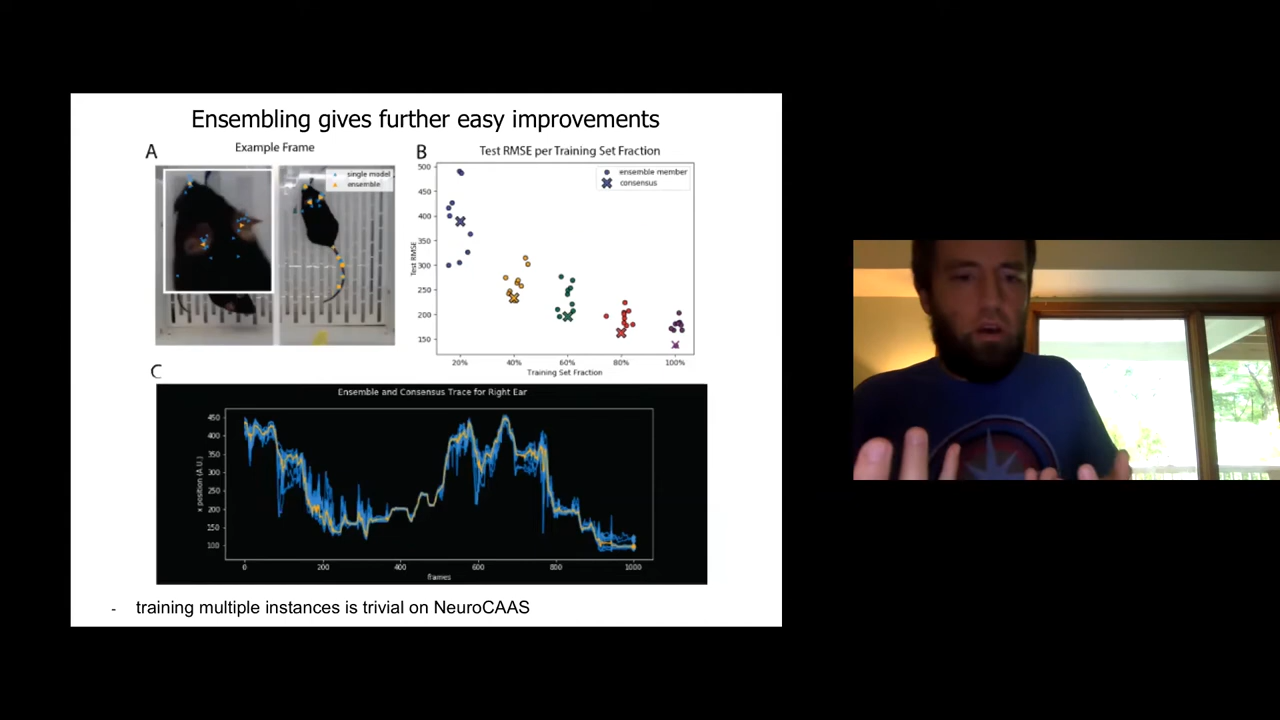 Ensembling gives further easy improvements
A
Example Frame
single model
ensemble
B
Test RMSE per Training Set Fraction
ensemble member
consensus
500
450
400
350
300
250
200
150
Test RMSE
20% 40% 60% 80% 100%
Training Set Fraction
C
Ensemble and Consensus Trace for Right Ear
450
400
350
300
250
200
150
100
x position (A.U.)
0 200 400 600 800 1000
frames
- training multiple instances is trivial on NeuroCAAS